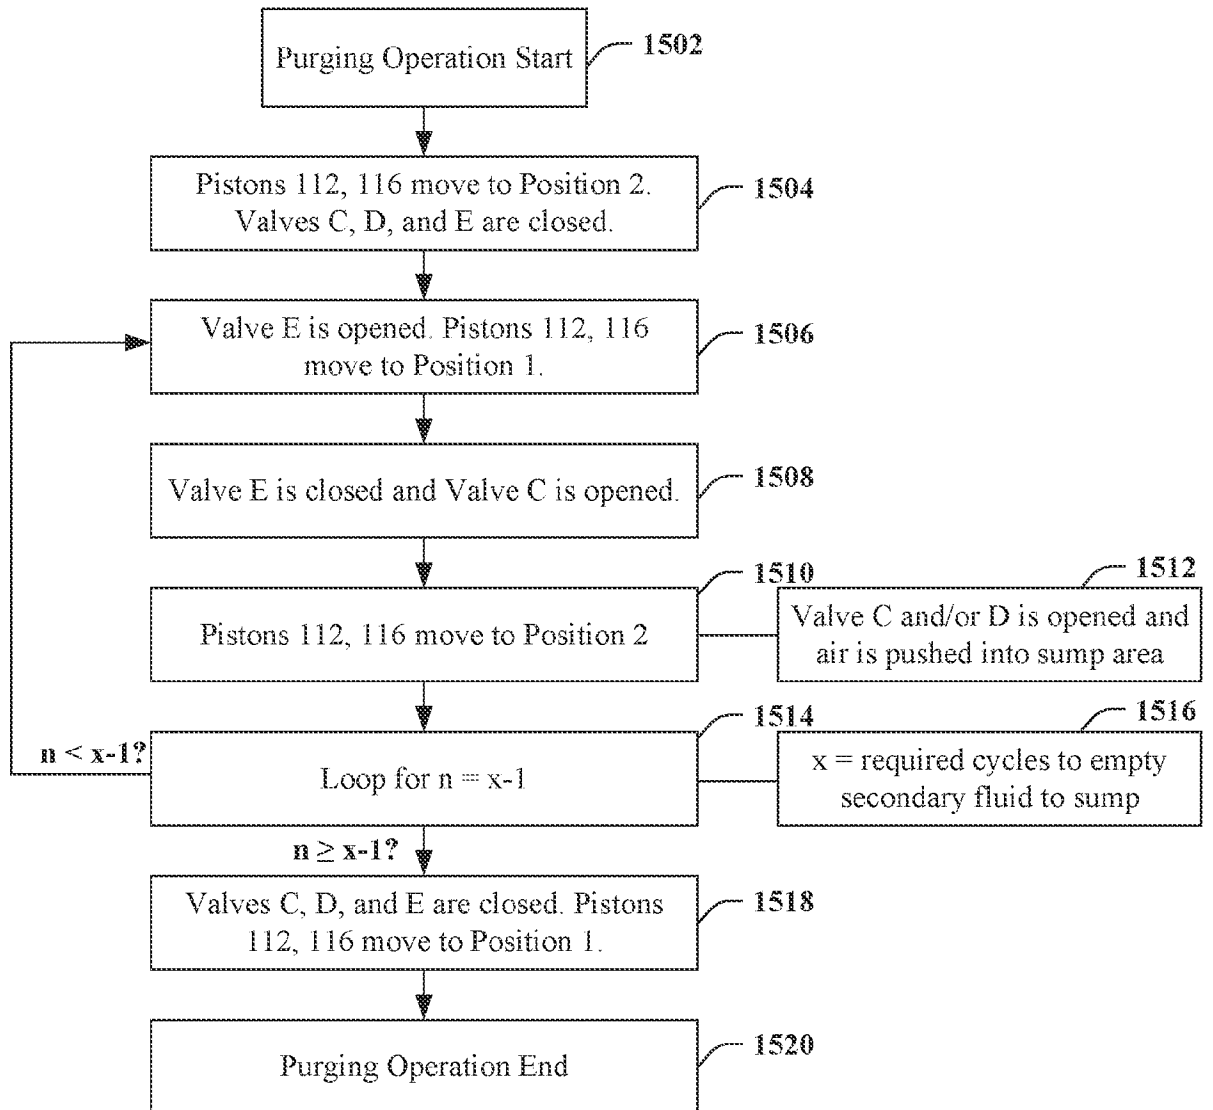 Purging Operation Start
1502
Pistons 112, 116 move to Position 2.
Valves C, D, and E are closed.
1504
Valve E is opened. Pistons 112, 116
move to Position 1.
1506
Valve E is closed and Valve C is opened.
1508
Pistons 112, 116 move to Position 2
1510
Valve C and/or D is opened and
air is pushed into sump area
1512
n < x-1?
Loop for n = x-1
1514
x = required cycles to empty
secondary fluid to sump
1516
n ≥ x-1?
Valves C, D, and E are closed. Pistons
112, 116 move to Position 1.
1518
Purging Operation End
1520